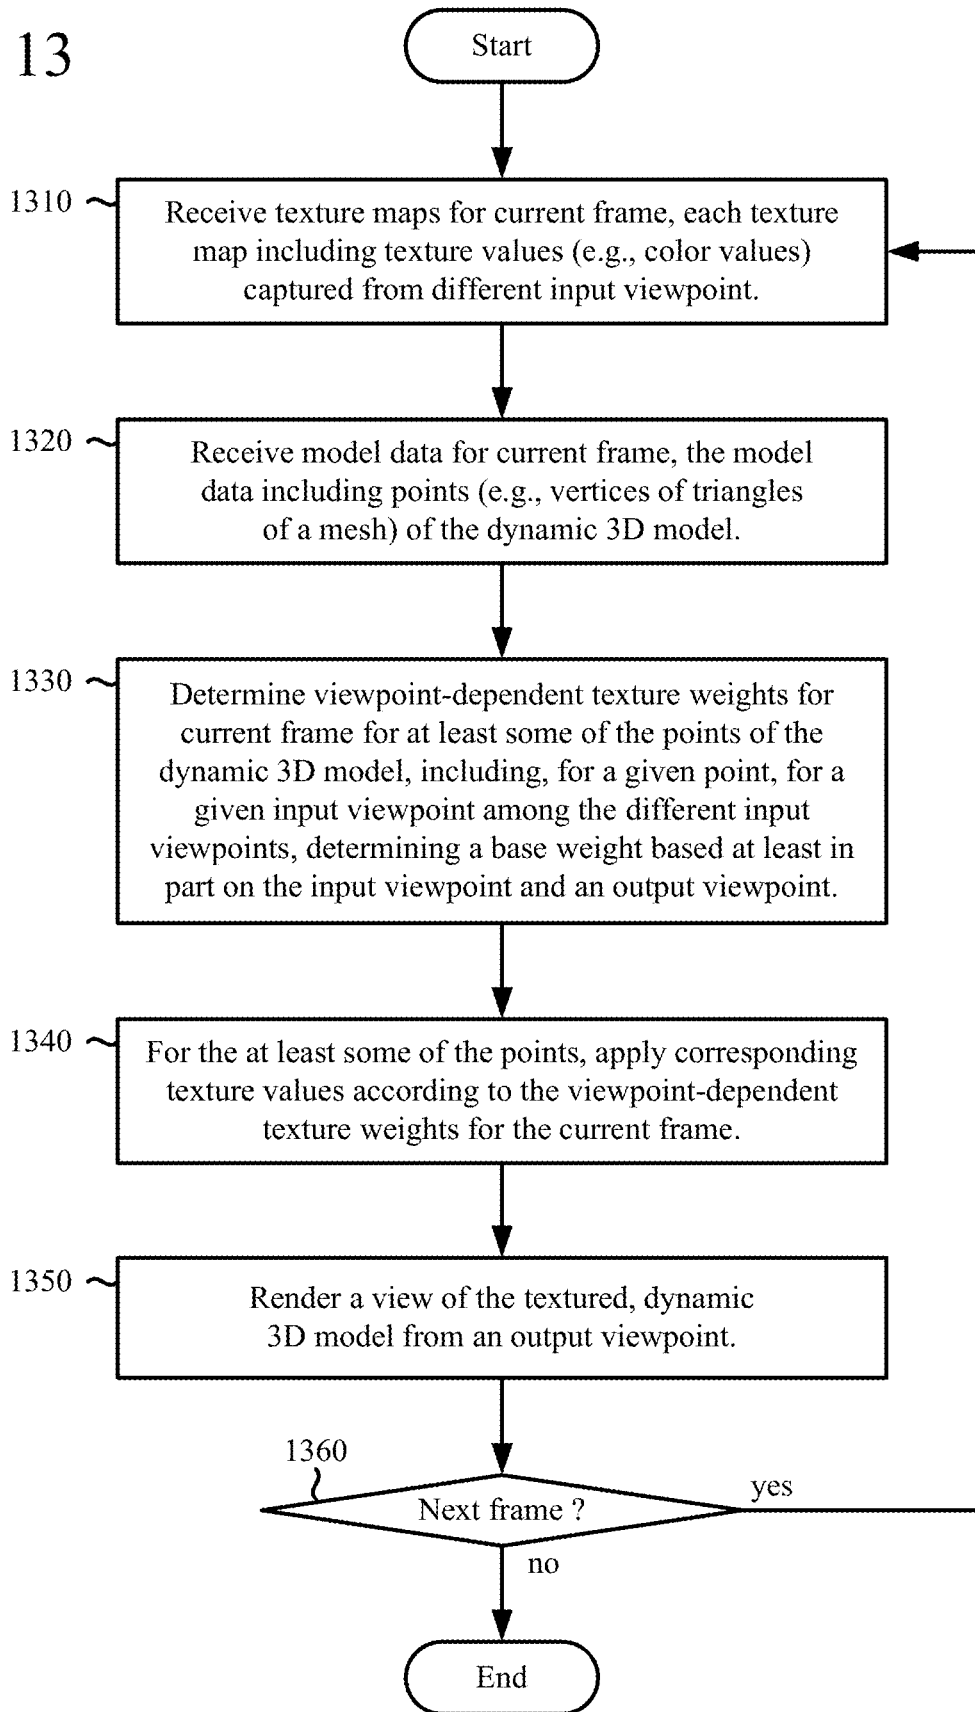 13
Start
1310
Receive texture maps for current frame, each texture
map including texture values (e.g., color values)
captured from different input viewpoint.
1320
Receive model data for current frame, the model
data including points (e.g., vertices of triangles
of a mesh) of the dynamic 3D model.
1330
Determine viewpoint-dependent texture weights for
current frame for at least some of the points of the
dynamic 3D model, including, for a given point, for a
given input viewpoint among the different input
viewpoints, determining a base weight based at least in
part on the input viewpoint and an output viewpoint.
1340
For the at least some of the points, apply corresponding
texture values according to the viewpoint-dependent
texture weights for the current frame.
1350
Render a view of the textured, dynamic
3D model from an output viewpoint.
1360
Next frame ?
yes
no
End